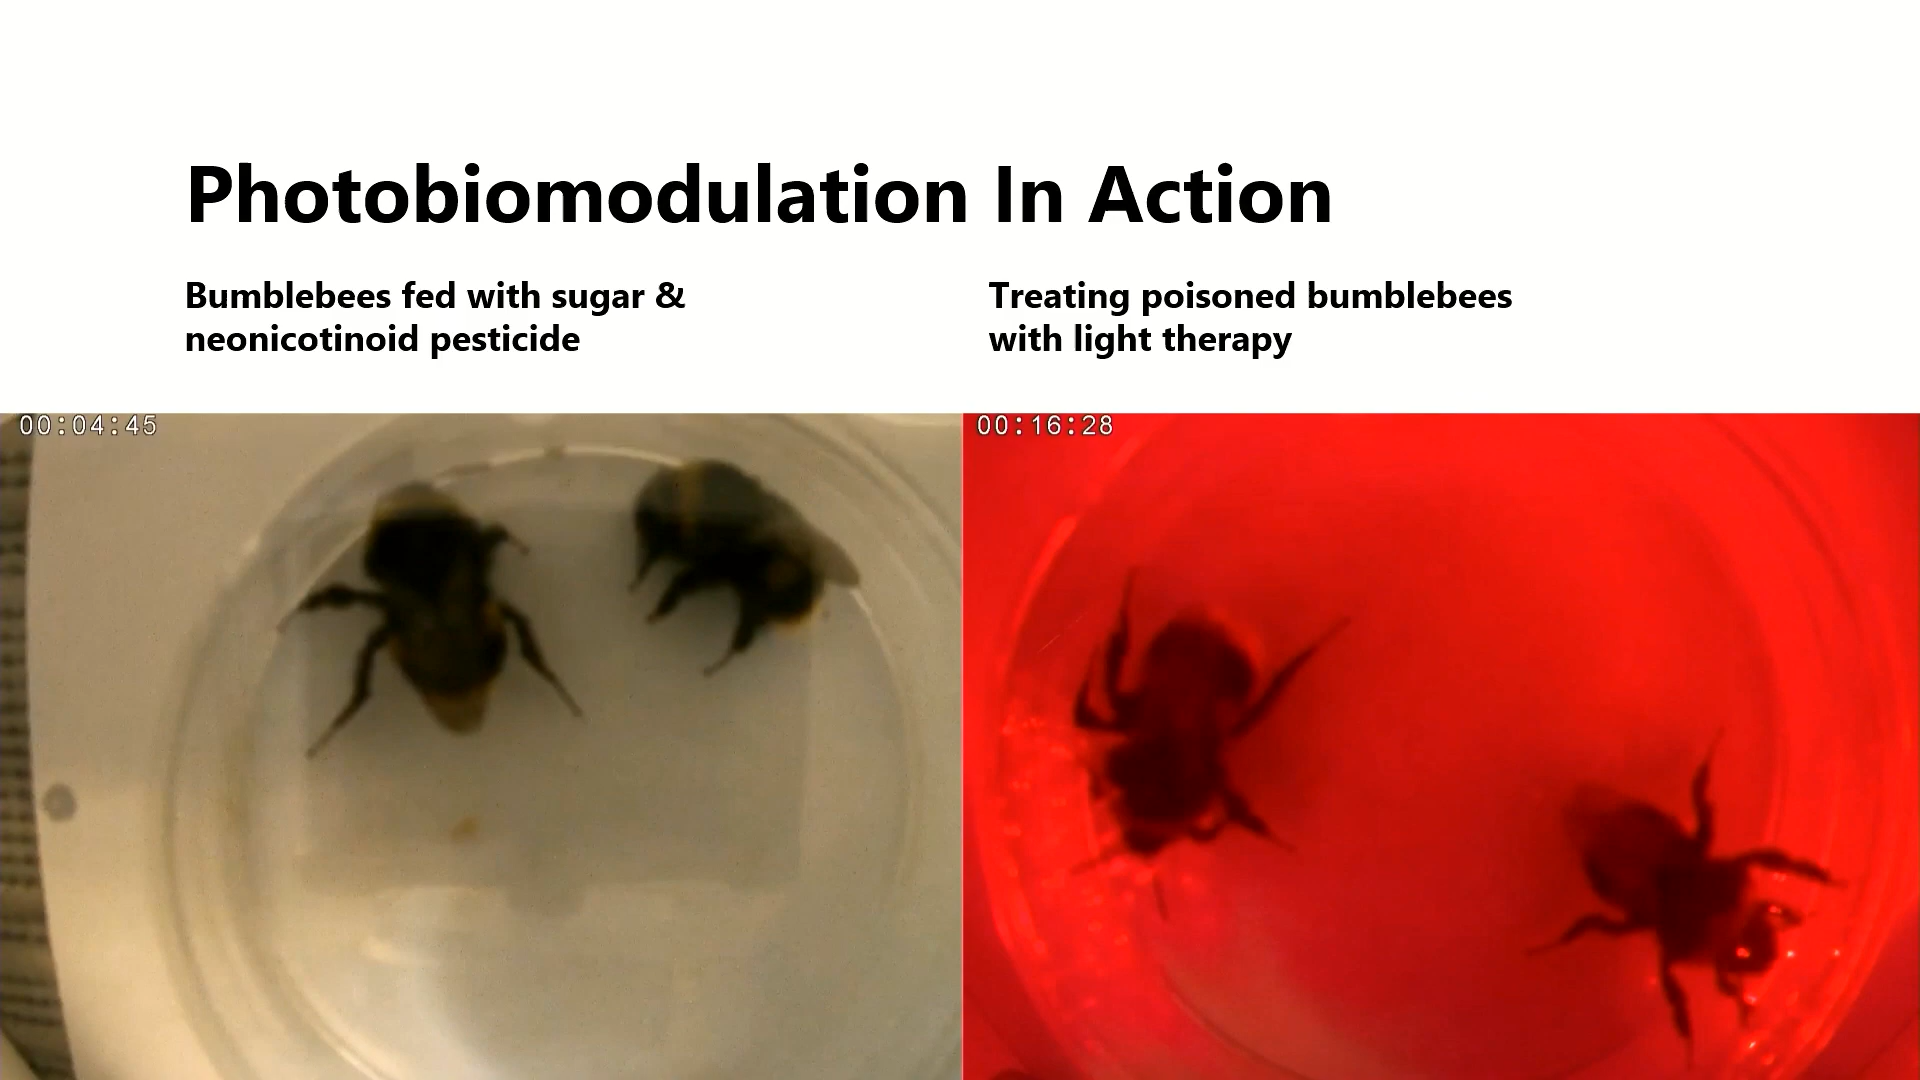 Photobiomodulation In Action
Bumblebees fed with sugar &
neonicotinoid pesticide
Treating poisoned bumblebees
with light therapy
00:04:45
00:16:28